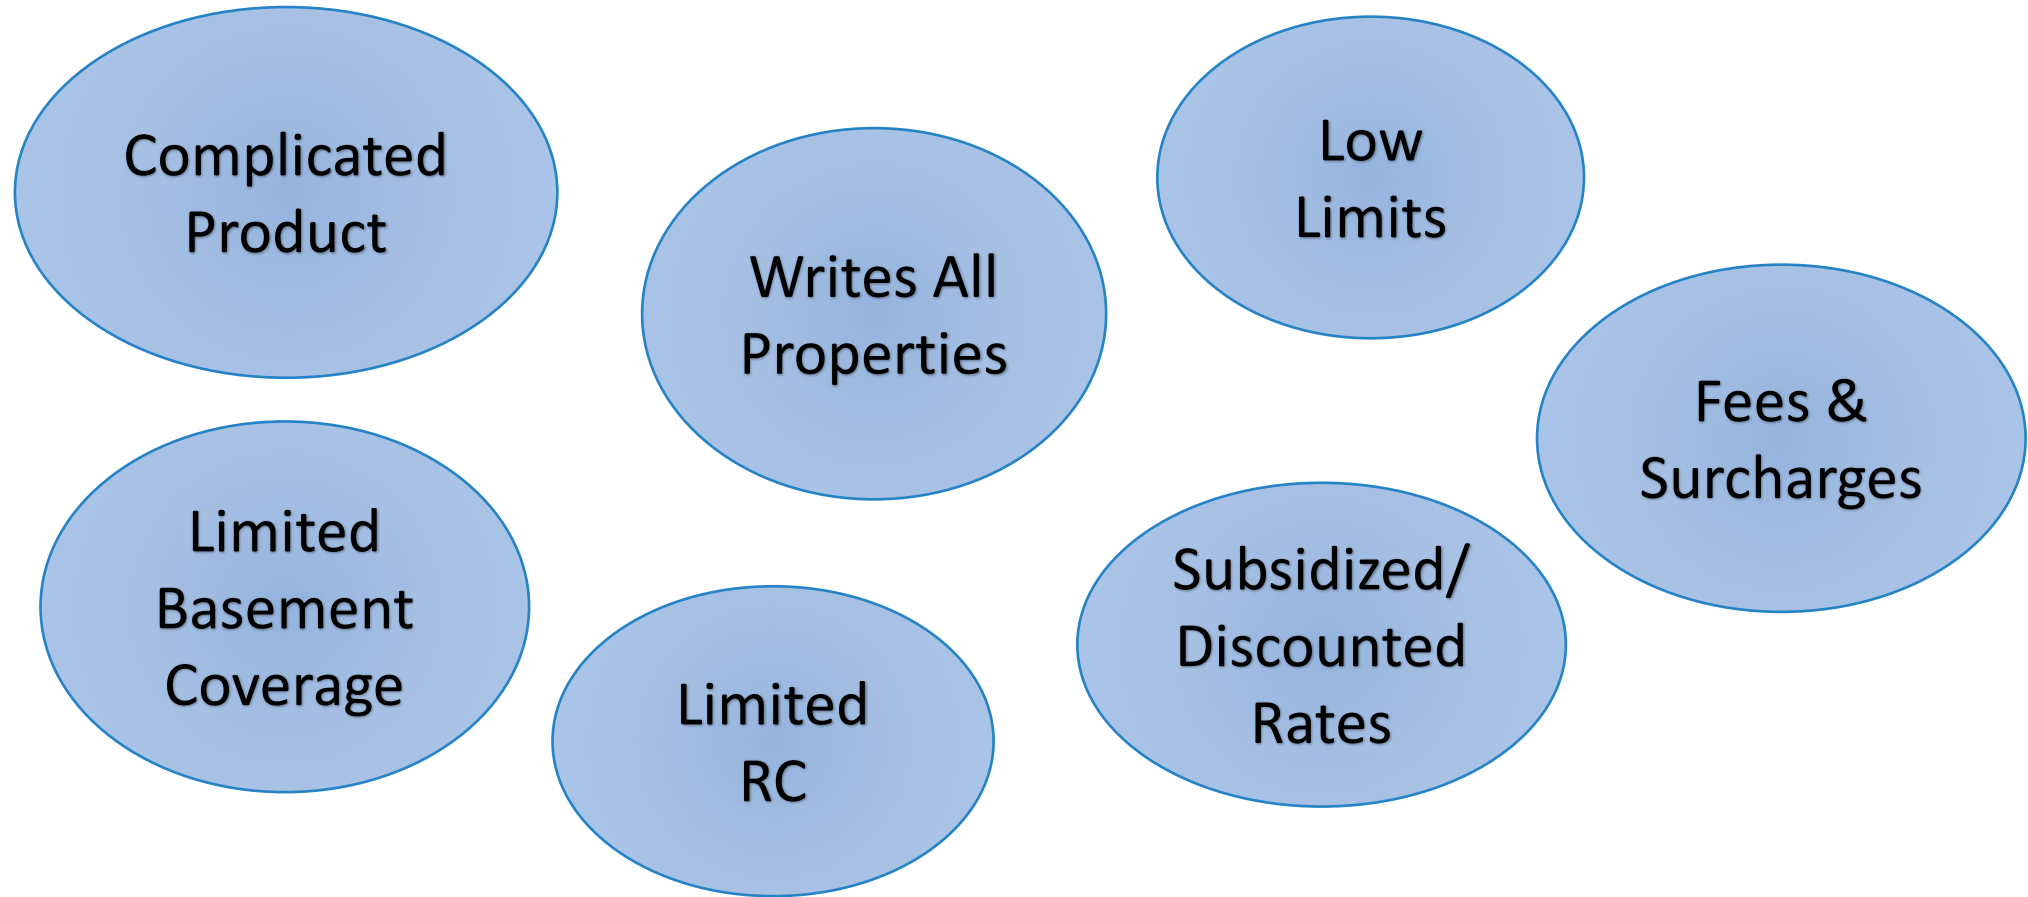 Complicated
Product
Writes All
Properties
Low
Limits
Fees &
Surcharges
Limited
Basement
Coverage
Limited
RC
Subsidized/
Discounted
Rates